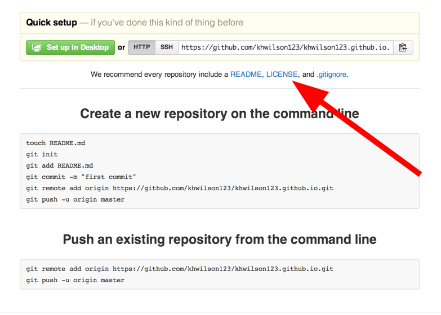 Quick setup — if you've done this kind of thing before
Set up in Desktop or HTTP SSH https://github.com/khwilson123/khwilson123.github.io.
We recommend every repository include a README, LICENSE, and .gitignore.
Create a new repository on the command line
touch README.md
git init
git add README.md
git commit -m "first commit"
git remote add origin https://github.com/khwilson123/khwilson123.github.io.git
git push -u origin master
Push an existing repository from the command line
git remote add origin https://github.com/khwilson123/khwilson123.github.io.git
git push -u origin master